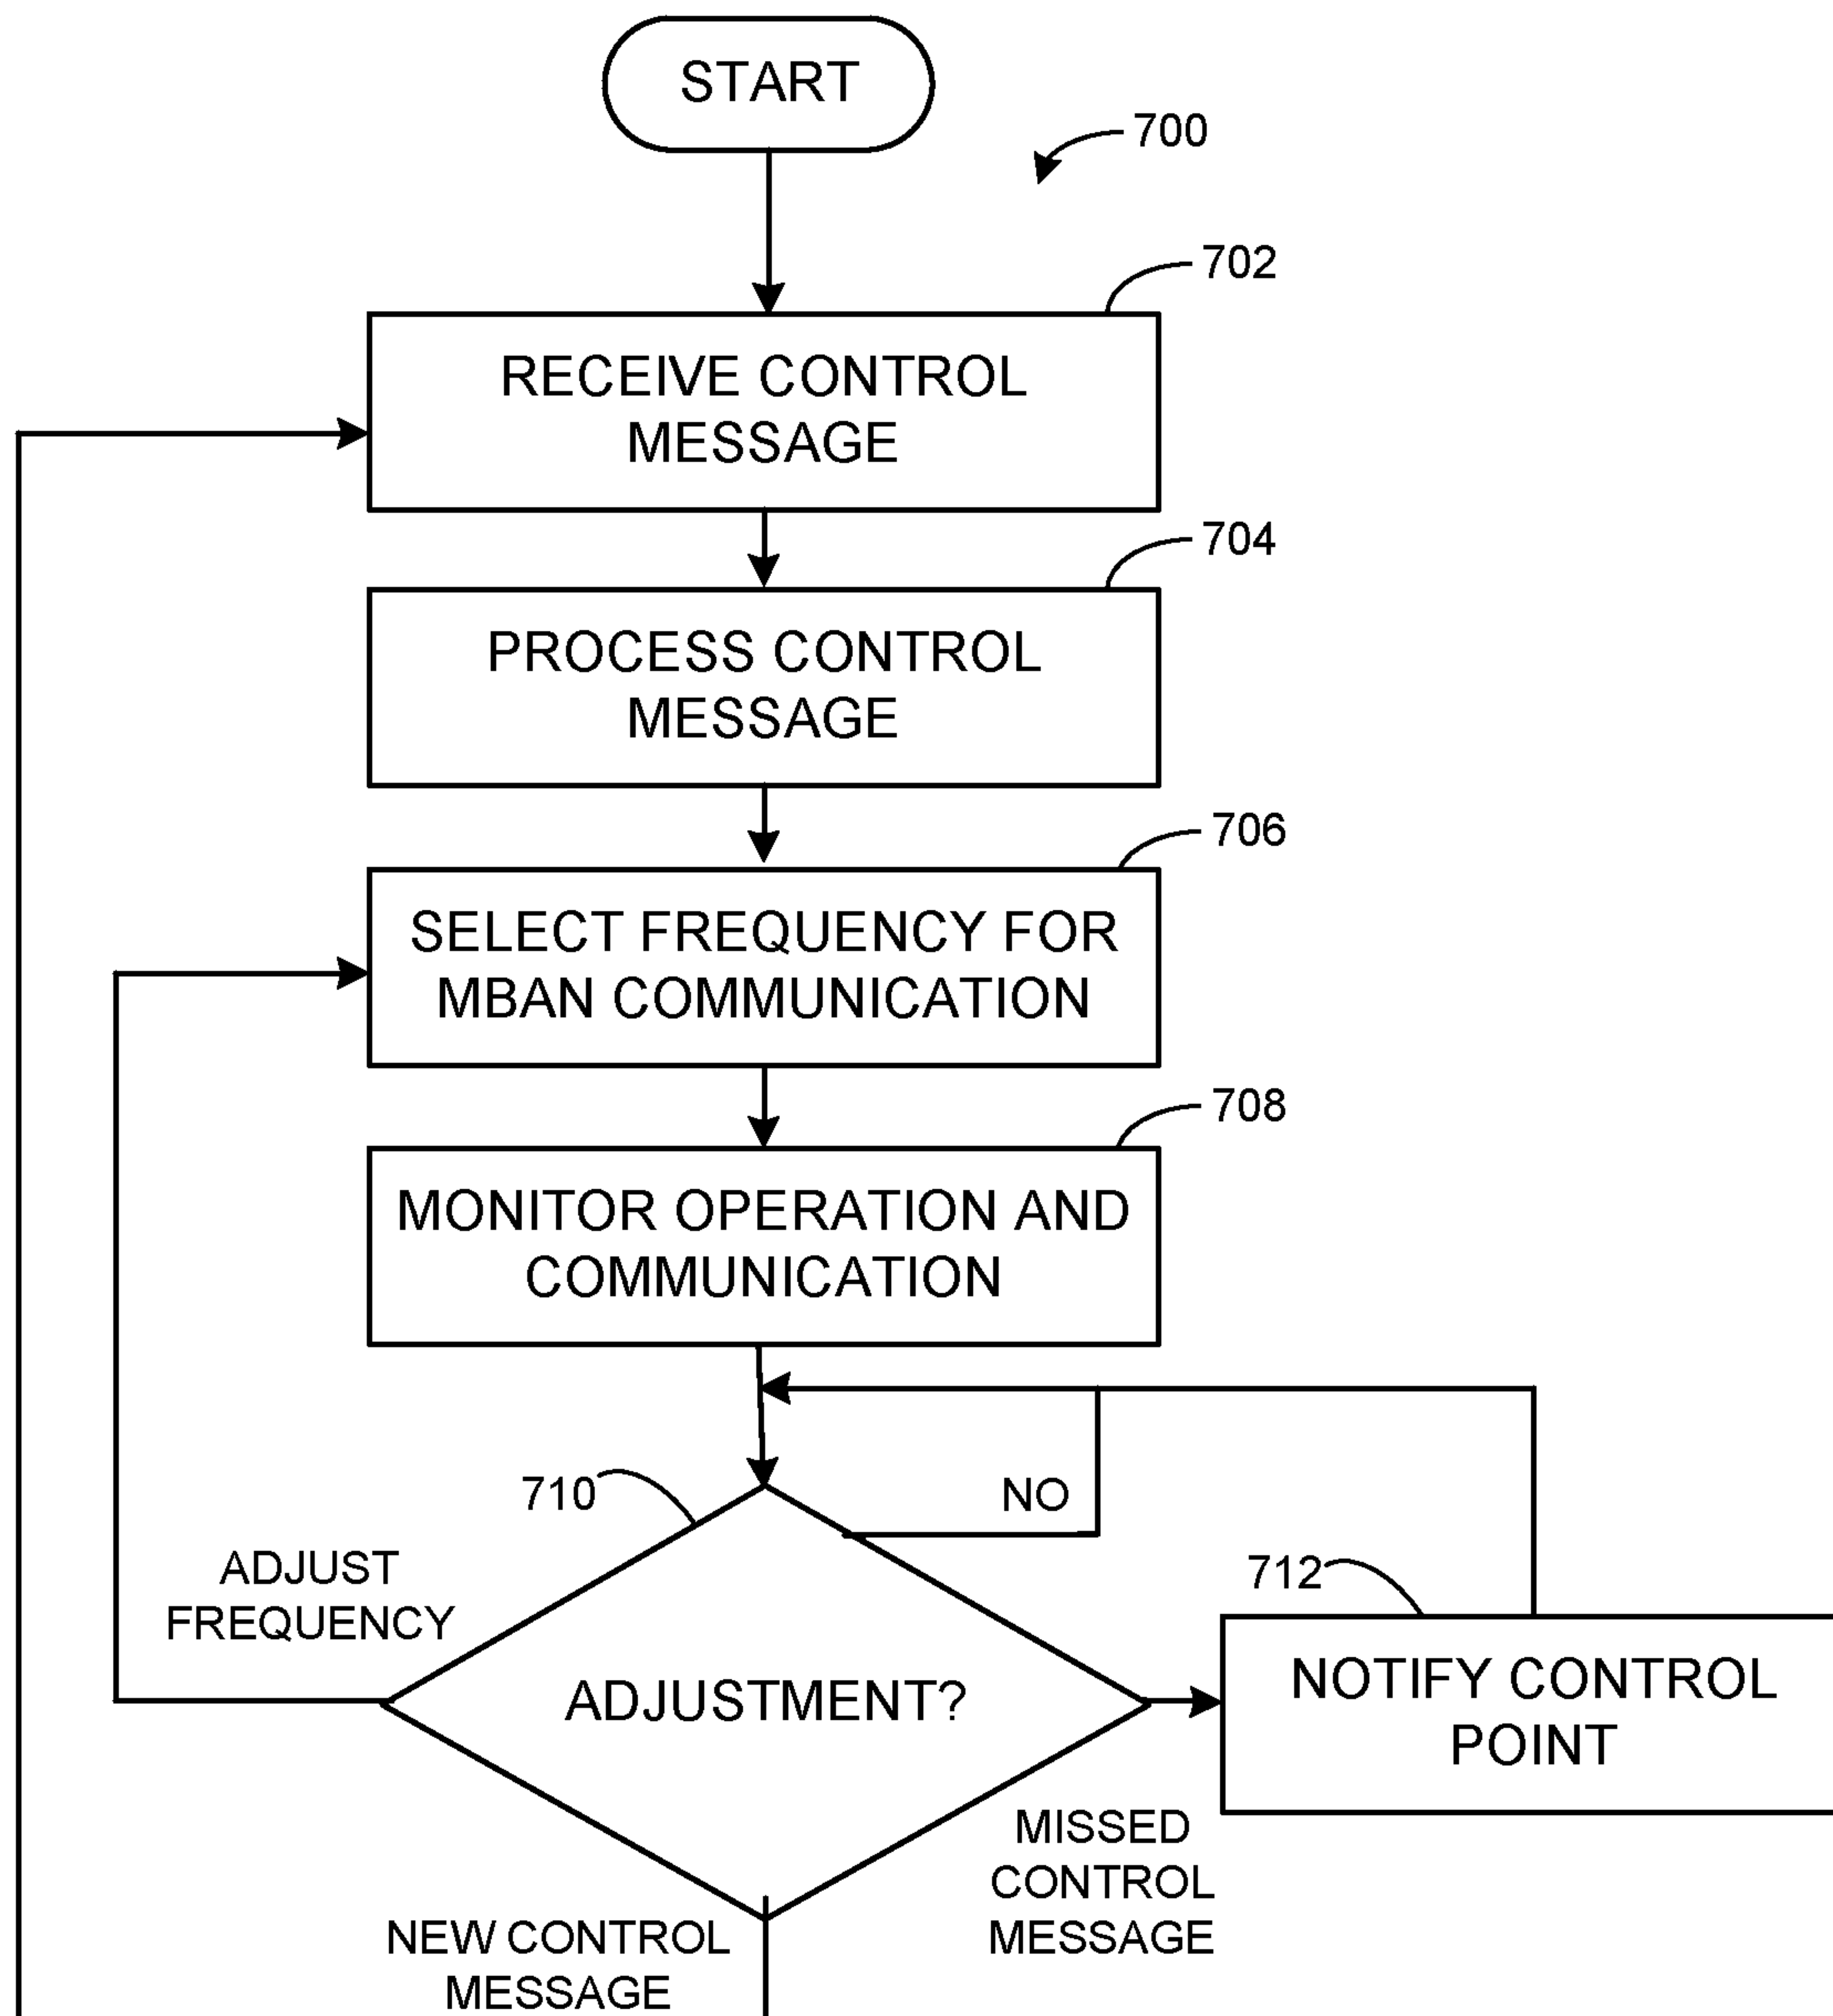 START
700
702
RECEIVE CONTROL
MESSAGE
704
PROCESS CONTROL
MESSAGE
706
SELECT FREQUENCY FOR
MBAN COMMUNICATION
708
MONITOR OPERATION AND
COMMUNICATION
710
NO
ADJUST
FREQUENCY
ADJUSTMENT?
712
NOTIFY CONTROL
POINT
MISSED
CONTROL
MESSAGE
NEW CONTROL
MESSAGE